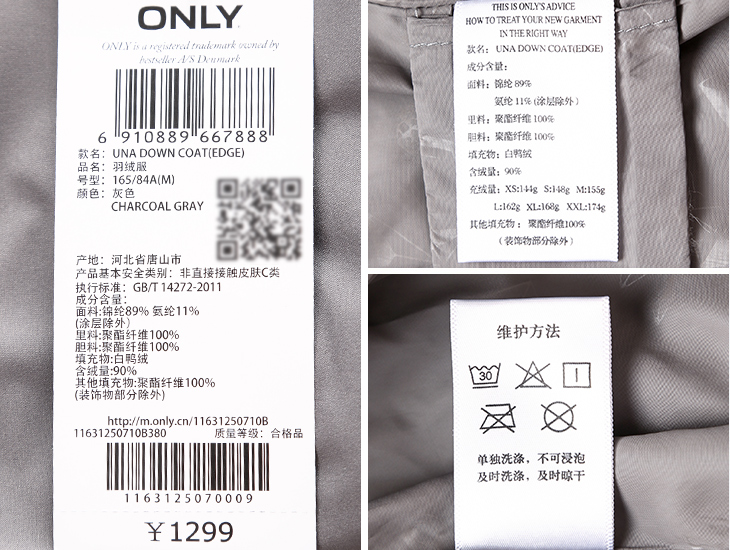 ONLY
ONLY is a registered trademark owned by
bestseller A/S Denmark
6 910889 667888
款名: UNA DOWN COAT(EDGE)
品名: 羽绒服
号型: 165/84A(M)
颜色: 灰色
CHARCOAL GRAY
产地: 河北省唐山市
产品基本安全类别: 非直接接触皮肤C类
执行标准: GB/T 14272-2011
成分含量:
面料:锦纶89% 氨纶11%
(涂层除外)
里料:聚酯纤维100%
胆料:聚酯纤维100%
填充物:白鸭绒
含绒量:90%
其他填充物:聚酯纤维100%
(装饰物部分除外)
http://m.only.cn/11631250710B
11631250710B380 质量等级: 合格品
1163125070009
¥1299
THIS IS ONLY'S ADVICE
HOW TO TREAT YOUR NEW GARMENT
IN THE RIGHT WAY
款名: UNA DOWN COAT(EDGE)
成分含量:
面料: 锦纶 89%
氨纶 11% (涂层除外)
里料: 聚酯纤维 100%
胆料: 聚酯纤维 100%
填充物: 白鸭绒
含绒量: 90%
充绒量: XS:144g S:148g M:155g
L:162g XL:168g XXL:174g
其他填充物: 聚酯纤维100%
(装饰物部分除外)
维护方法
30
单独洗涤, 不可浸泡
及时洗涤, 及时晾干